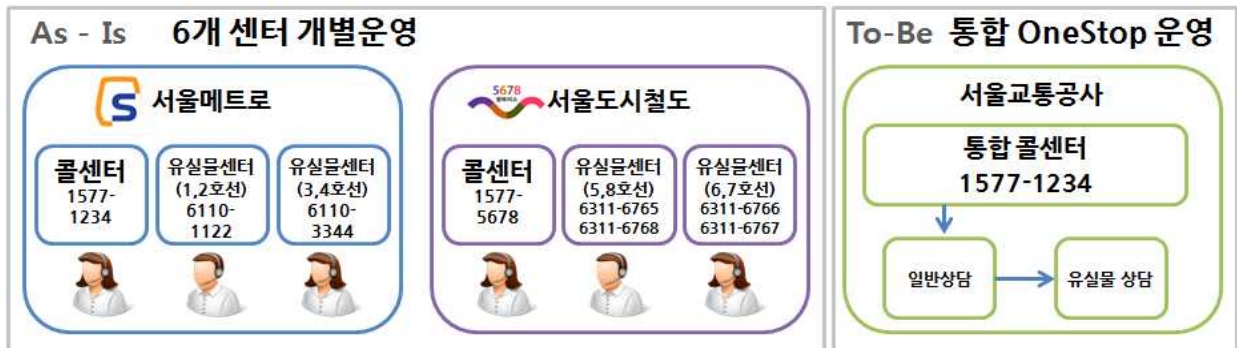 As - Is 6개 센터 개별운영
서울메트로
콜센터
1577-
1234
유실물센터
(1,2호선)
6110-
1122
유실물센터
(3,4호선)
6110-
3344
5678
서울도시철도
콜센터
1577-
5678
유실물센터
(5,8호선)
6311-6765
6311-6768
유실물센터
(6,7호선)
6311-6766
6311-6767
To-Be 통합 OneStop 운영
서울교통공사
통합 콜센터
1577-1234
일반상담
유실물 상담